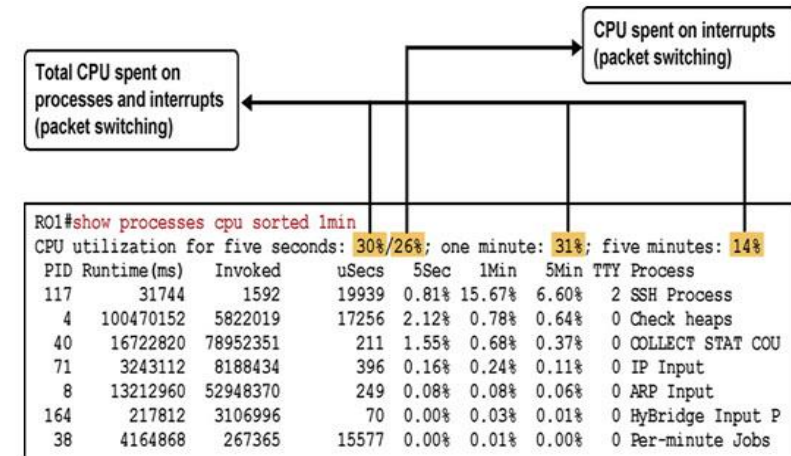 CPU spent on interrupts
(packet switching)
Total CPU spent on
processes and interrupts
(packet switching)
RO1#show processes cpu sorted 1min
CPU utilization for five seconds: 30%/26%; one minute: 31%; five minutes: 14%
PID Runtime(ms) Invoked uSecs 5Sec 1Min 5Min TTY Process
117 31744 1592 19939 0.81% 15.67% 6.60% 2 SSH Process
4 100470152 5822019 17256 2.12% 0.78% 0.64% 0 Check heaps
40 16722820 78952351 211 1.55% 0.68% 0.37% 0 COLLECT STAT COU
71 3243112 8188434 396 0.16% 0.24% 0.11% 0 IP Input
8 13212960 52948370 249 0.08% 0.08% 0.06% 0 ARP Input
164 217812 3106996 70 0.00% 0.03% 0.01% 0 HyBridge Input P
38 4164868 267365 15577 0.00% 0.01% 0.00% 0 Per-minute Jobs